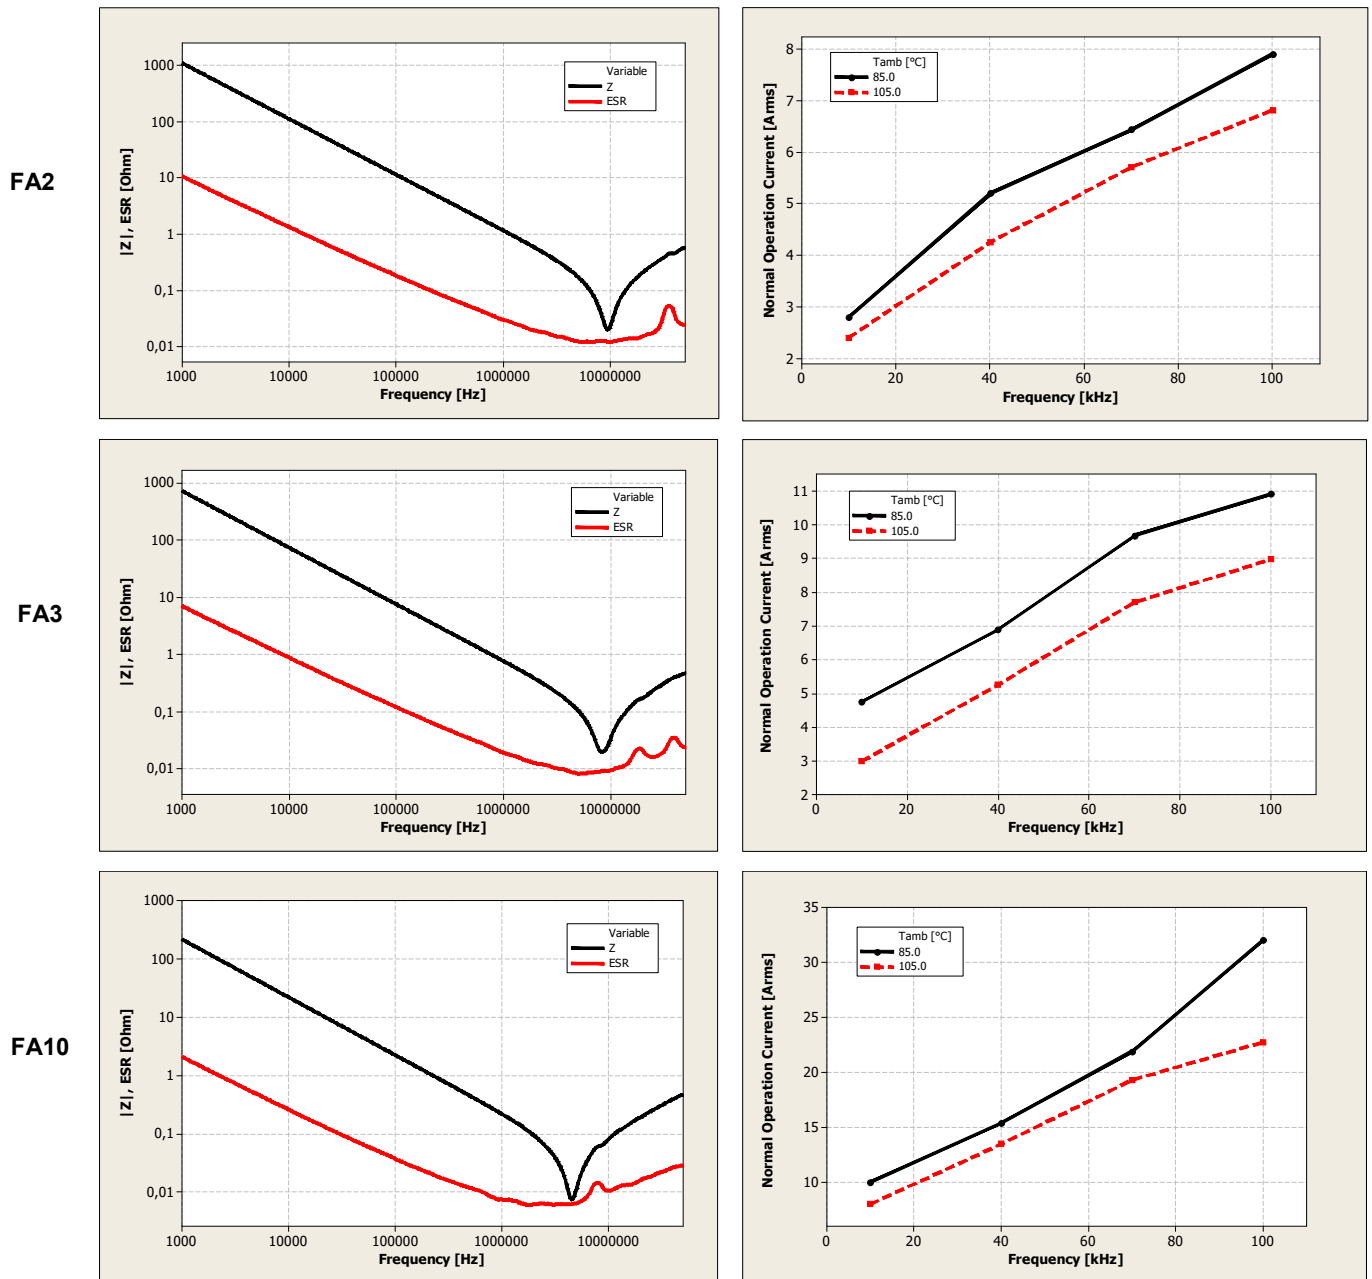 FA2
|Z|, ESR [Ohm]
1000
100
10
1
0,1
0,01
Variable
Z
ESR
1000 10000 100000 1000000 10000000
Frequency [Hz]
Normal Operation Current [Arms]
8
7
6
5
4
3
2
Tamb [°C]
85.0
105.0
0 20 40 60 80 100
Frequency [kHz]
FA3
|Z|, ESR [Ohm]
1000
100
10
1
0,1
0,01
Variable
Z
ESR
1000 10000 100000 1000000 10000000
Frequency [Hz]
Normal Operation Current [Arms]
11
10
9
8
7
6
5
4
3
2
Tamb [°C]
85.0
105.0
0 20 40 60 80 100
Frequency [kHz]
FA10
|Z|, ESR [Ohm]
1000
100
10
1
0,1
0,01
Variable
Z
ESR
1000 10000 100000 1000000 10000000
Frequency [Hz]
Normal Operation Current [Arms]
35
30
25
20
15
10
Tamb [°C]
85.0
105.0
0 20 40 60 80 100
Frequency [kHz]